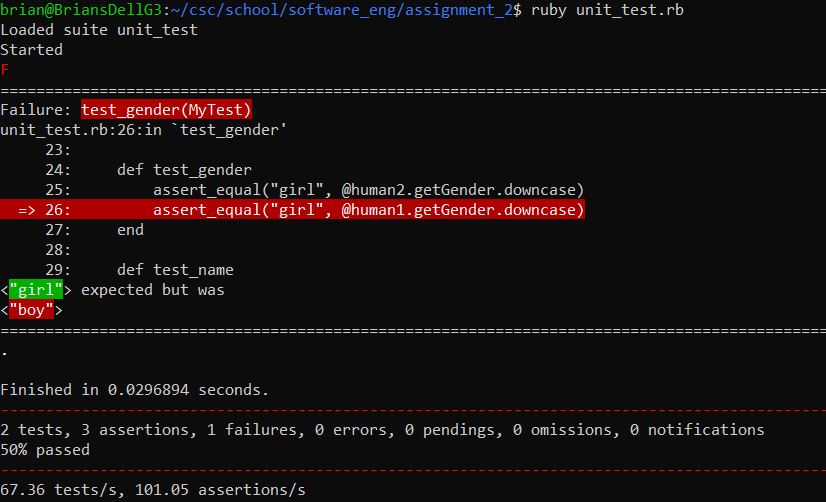 brian@BriansDellG3:~/csc/school/software_eng/assignment_2$ ruby unit_test.rb
Loaded suite unit_test
Started
F
===============================================================================================
Failure: test_gender(MyTest)
unit_test.rb:26:in `test_gender'
     23:
     24:     def test_gender
     25:         assert_equal("girl", @human2.getGender.downcase)
  => 26:         assert_equal("girl", @human1.getGender.downcase)
     27:     end
     28:
     29:     def test_name
<"girl"> expected but was
<"boy">
===============================================================================================
.
Finished in 0.0296894 seconds.
-----------------------------------------------------------------------------------------------
2 tests, 3 assertions, 1 failures, 0 errors, 0 pendings, 0 omissions, 0 notifications
50% passed
-----------------------------------------------------------------------------------------------
67.36 tests/s, 101.05 assertions/s